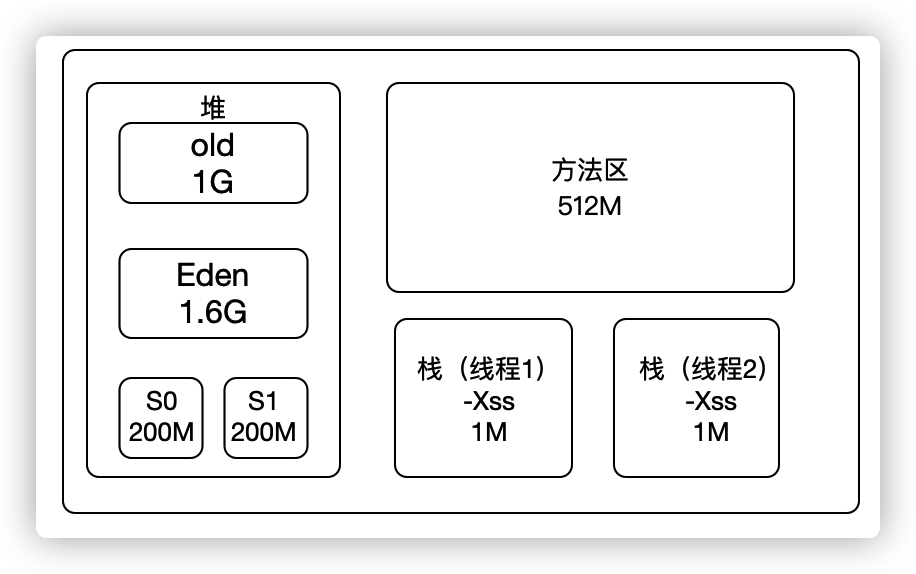 堆
old
1G
Eden
1.6G
S0
200M
S1
200M
方法区
512M
栈（线程1）
-Xss
1M
栈（线程2）
-Xss
1M